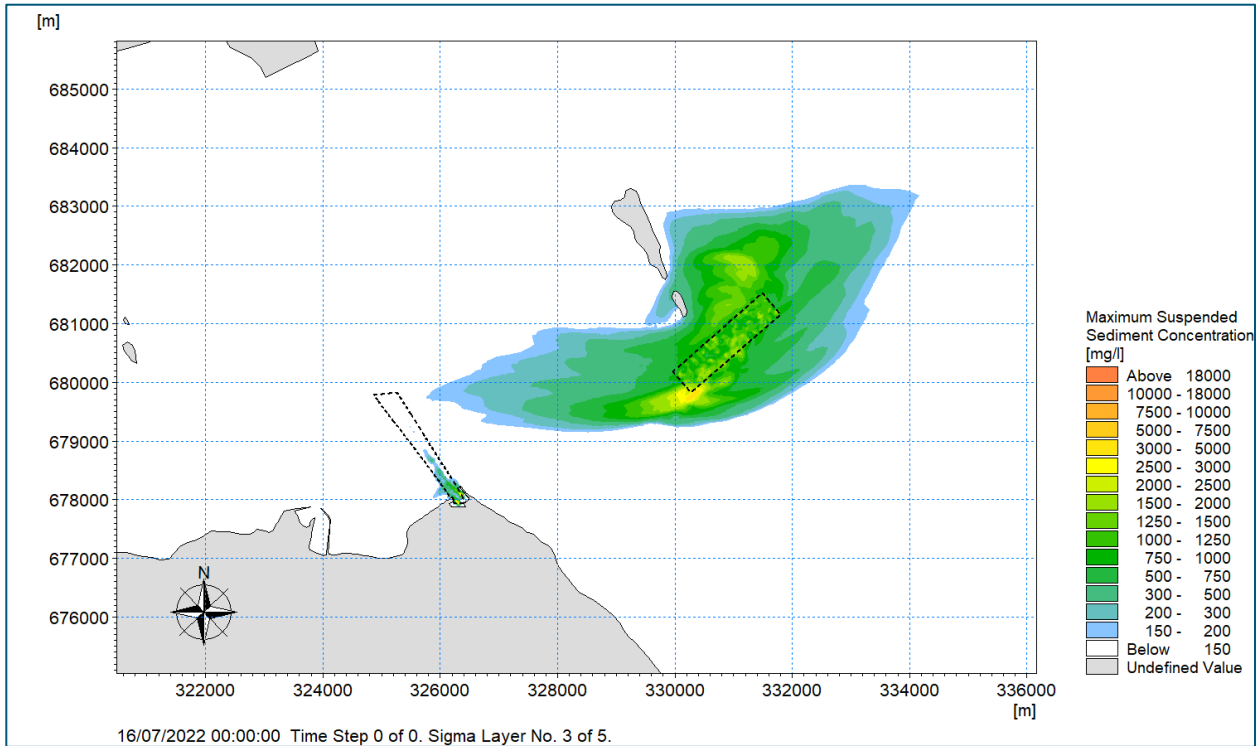 [m]
685000
684000
683000
682000
681000
680000
679000
678000
677000
676000
N
322000 324000 326000 328000 330000 332000 334000 336000
[m]
16/07/2022 00:00:00 Time Step 0 of 0. Sigma Layer No. 3 of 5.
Maximum Suspended
Sediment Concentration
[mg/l]
Above 18000
10000 - 18000
7500 - 10000
5000 - 7500
3000 - 5000
2500 - 3000
2000 - 2500
1500 - 2000
1250 - 1500
1000 - 1250
750 - 1000
500 - 750
300 - 500
200 - 300
150 - 200
Below 150
Undefined Value